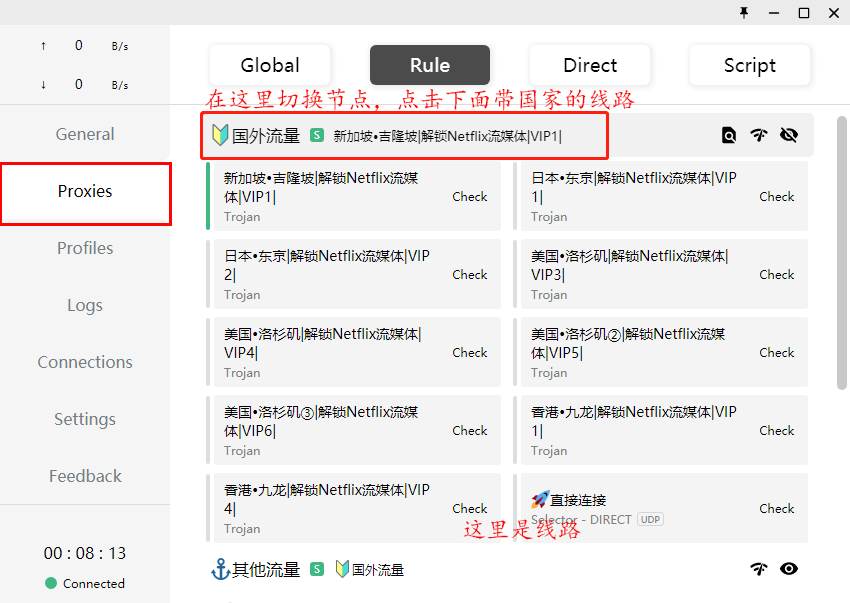 ↑ 0 B/s
↓ 0 B/s
General
Proxies
Profiles
Logs
Connections
Settings
Feedback
00 : 08 : 13
Connected
Global Rule Direct Script
在这里切换节点，点击下面带国家的线路
国外流量 S 新加坡•吉隆坡|解锁Netflix流媒体|VIP1|
新加坡•吉隆坡|解锁Netflix流媒
体|VIP1|
Trojan
Check
日本•东京|解锁Netflix流媒体|VIP
1|
Trojan
Check
日本•东京|解锁Netflix流媒体|VIP
2|
Trojan
Check
美国•洛杉矶|解锁Netflix流媒体|
VIP3|
Trojan
Check
美国•洛杉矶|解锁Netflix流媒体|
VIP4|
Trojan
Check
美国•洛杉矶②|解锁Netflix流媒
体|VIP5|
Trojan
Check
美国•洛杉矶③|解锁Netflix流媒
体|VIP6|
Trojan
Check
香港•九龙|解锁Netflix流媒体|VIP
1|
Trojan
Check
香港•九龙|解锁Netflix流媒体|VIP
4|
Trojan
Check
🚀直接连接
Selector - DIRECT UDP
Check
这里是线路
其他流量 S 国外流量